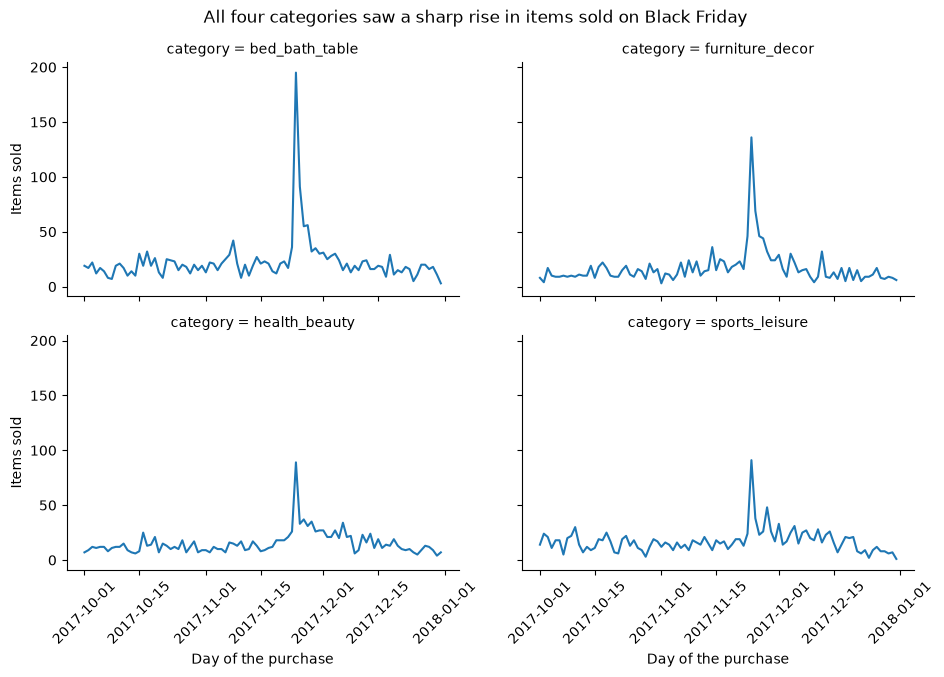 All four categories saw a sharp rise in items sold on Black Friday
category = bed_bath_table
category = furniture_decor
200
150
100
50
0
Items sold
category = health_beauty
category = sports_leisure
200
150
100
50
0
Items sold
2017-10-01
2017-10-15
2017-11-01
2017-11-15
2017-12-01
2017-12-15
2018-01-01
2017-10-01
2017-10-15
2017-11-01
2017-11-15
2017-12-01
2017-12-15
2018-01-01
Day of the purchase
Day of the purchase